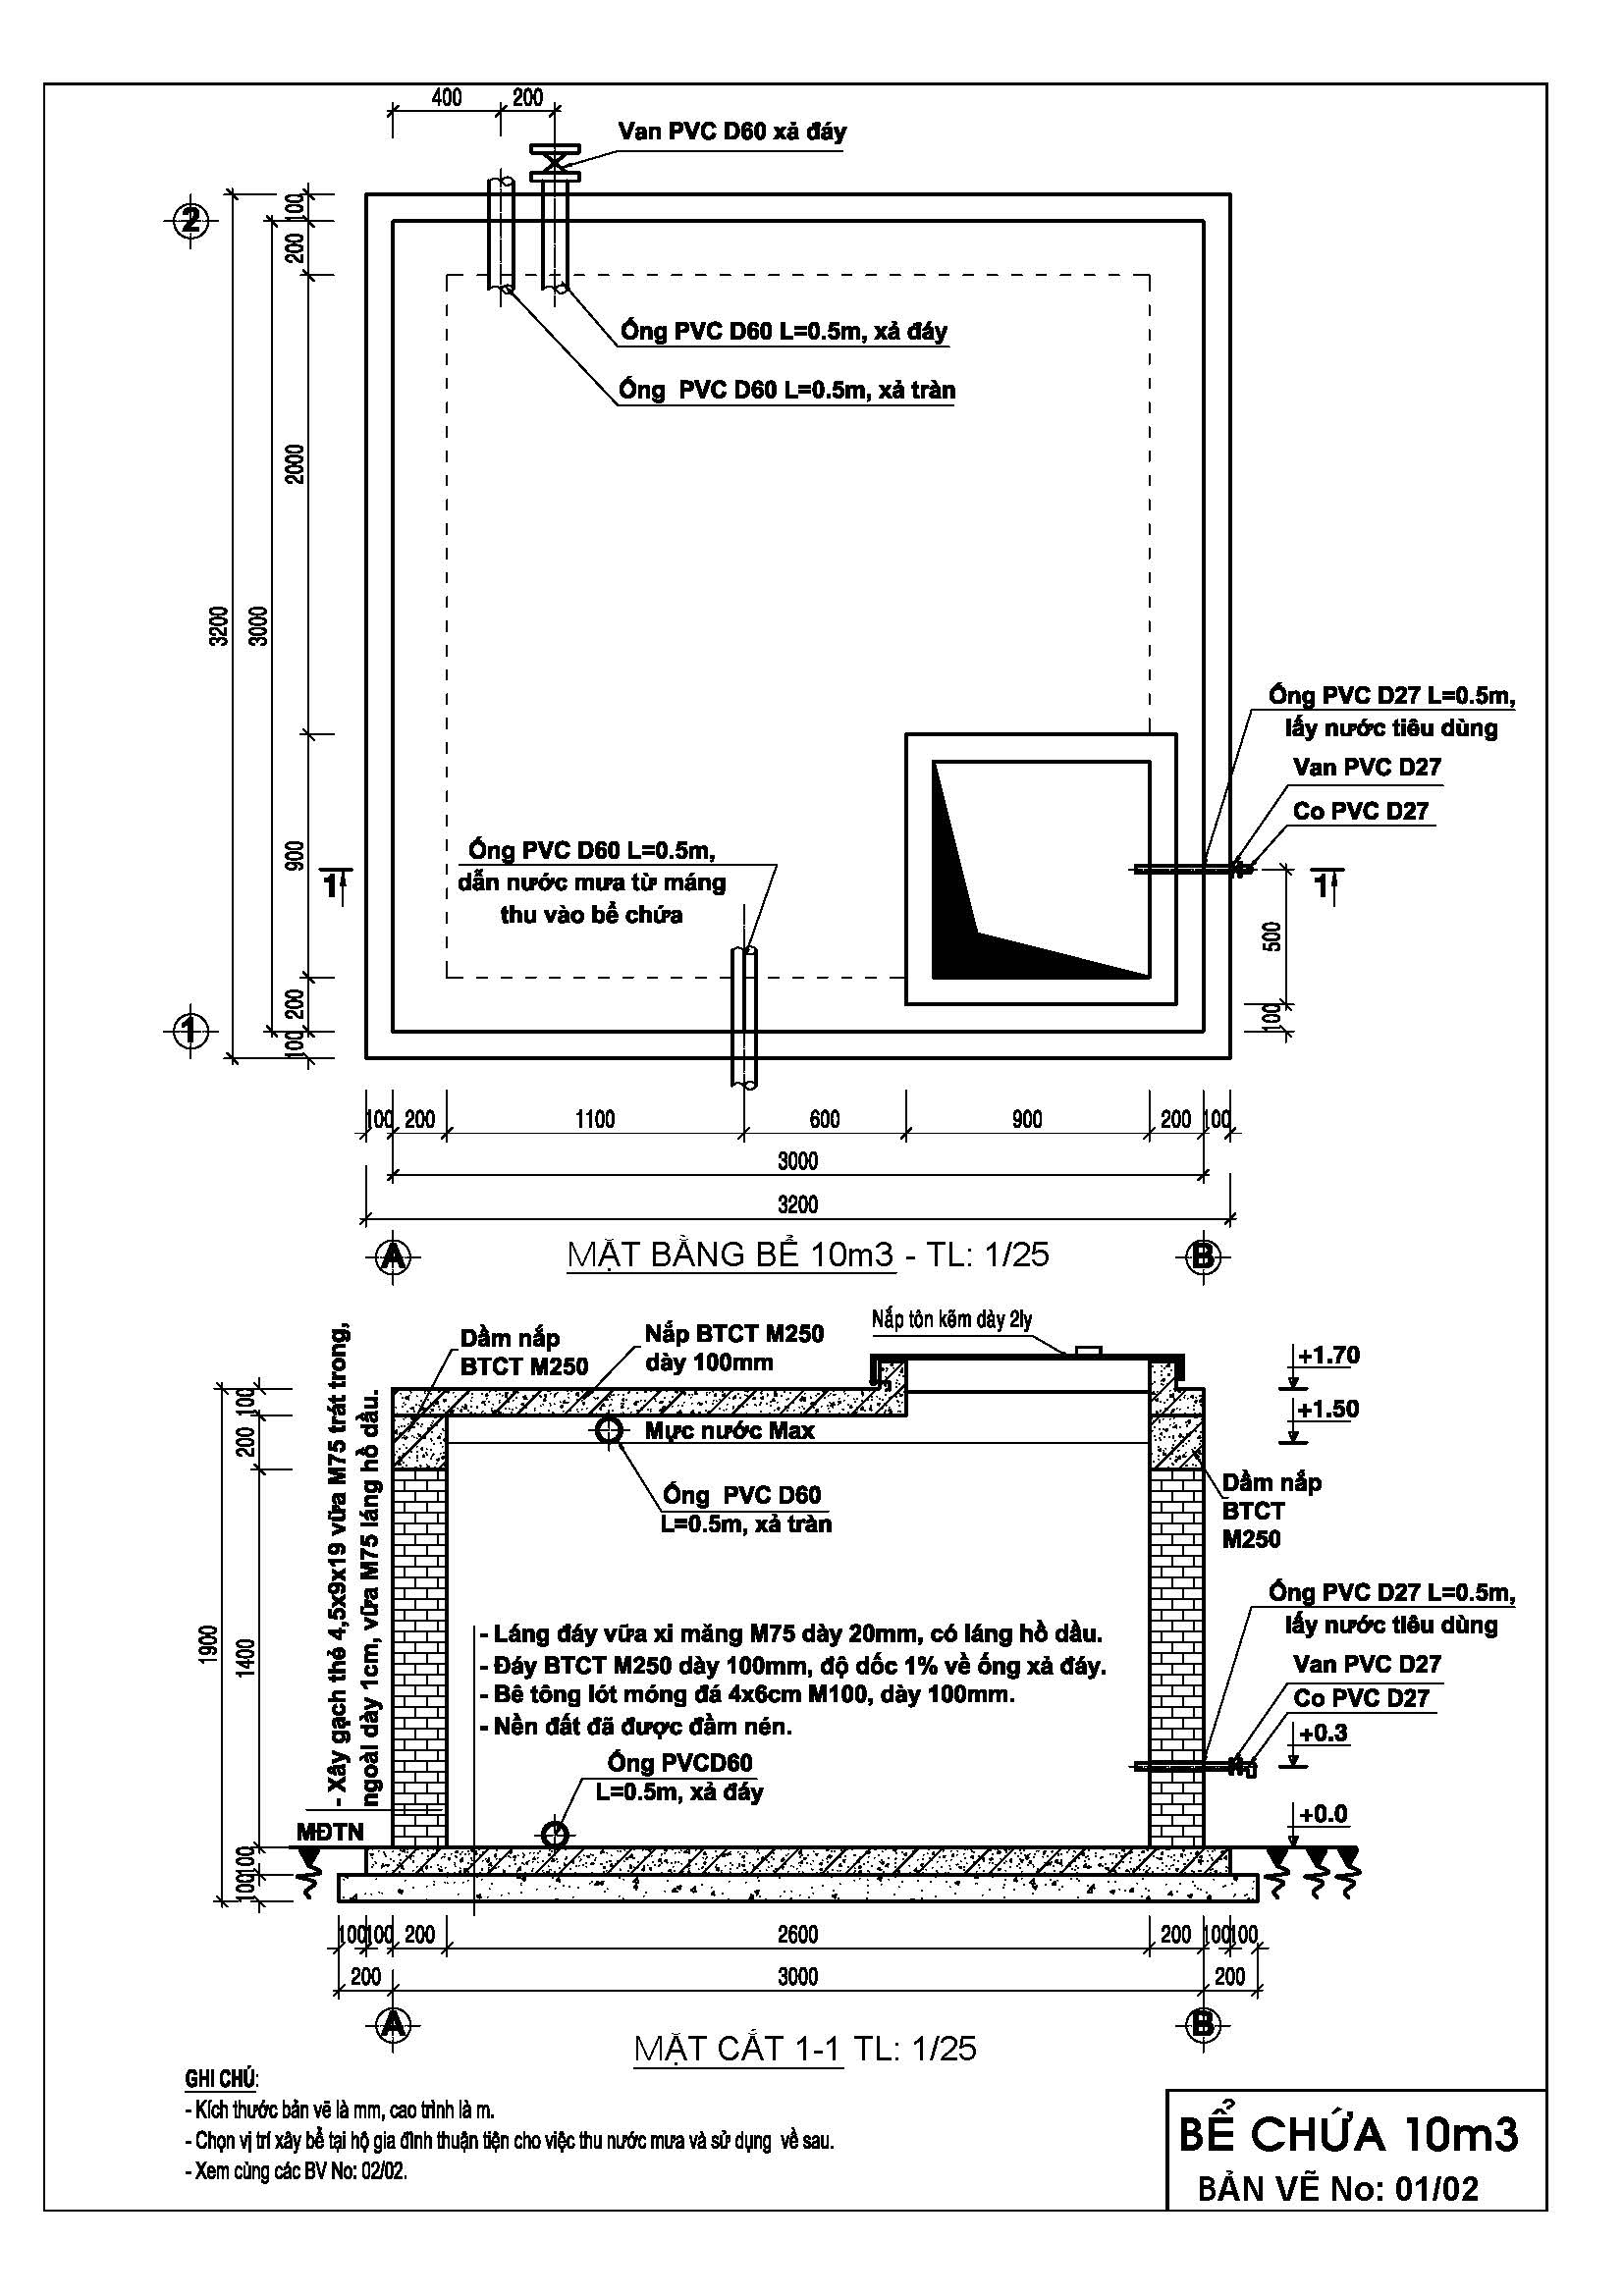 400
200
Van PVC D60 xả đáy
2
100
200
2000
900
200
100
3200
3000
Ống PVC D60 L=0.5m, xả đáy
Ống PVC D60 L=0.5m, xả tràn
Ống PVC D27 L=0.5m,
lấy nước tiêu dùng
Van PVC D27
Co PVC D27
Ống PVC D60 L=0.5m,
dẫn nước mưa từ máng
thu vào bể chứa
1
1
500
100
1
100 200 1100 600 900 200 100
3000
3200
A
B
MẶT BẰNG BỂ 10m3 - TL: 1/25
Nắp tôn kẽm dày 2ly
Dầm nắp
BTCT M250
Nắp BTCT M250
dày 100mm
+1.70
+1.50
- Xây gạch thẻ 4,5x9x19 vữa M75 trát trong,
ngoài dày 1cm, vữa M75 láng hồ dầu.
100
200
1400
100
100
1900
Mực nước Max
Ống PVC D60
L=0.5m, xả tràn
Dầm nắp
BTCT
M250
Ống PVC D27 L=0.5m,
lấy nước tiêu dùng
Van PVC D27
Co PVC D27
- Láng đáy vữa xi măng M75 dày 20mm, có láng hồ dầu.
- Đáy BTCT M250 dày 100mm, độ dốc 1% về ống xả đáy.
- Bê tông lót móng đá 4x6cm M100, dày 100mm.
- Nền đất đã được đầm nén.
+0.3
Ống PVCD60
L=0.5m, xả đáy
+0.0
MĐTN
100 100 200 2600 200 100 100
200 3000 200
A
B
MẶT CẮT 1-1 TL: 1/25
GHI CHÚ:
- Kích thước bản vẽ là mm, cao trình là m.
- Chọn vị trí xây bể tại hộ gia đình thuận tiện cho việc thu nước mưa và sử dụng về sau.
- Xem cùng các BV No: 02/02.
BỂ CHỨA 10m3
BẢN VẼ No: 01/02